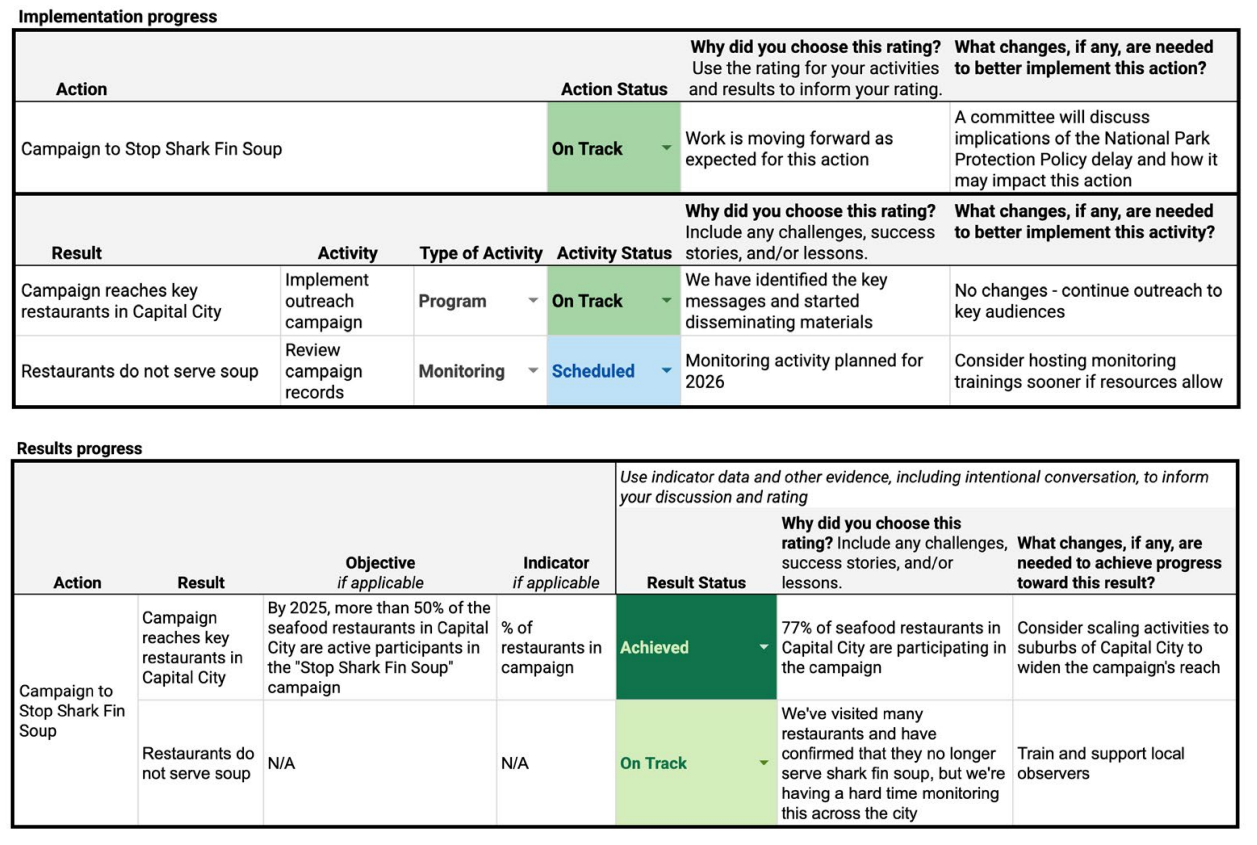 Implementation progress
Action
Action Status
Why did you choose this rating?
Use the rating for your activities
and results to inform your rating.
What changes, if any, are needed
to better implement this action?
Campaign to Stop Shark Fin Soup
On Track
Work is moving forward as
expected for this action
A committee will discuss
implications of the National Park
Protection Policy delay and how it
may impact this action
Result
Activity
Type of Activity
Activity Status
Why did you choose this rating?
Include any challenges, success
stories, and/or lessons.
What changes, if any, are needed
to better implement this activity?
Campaign reaches key
restaurants in Capital City
Implement
outreach
campaign
Program
On Track
We have identified the key
messages and started
disseminating materials
No changes - continue outreach to
key audiences
Restaurants do not serve soup
Review
campaign
records
Monitoring
Scheduled
Monitoring activity planned for
2026
Consider hosting monitoring
trainings sooner if resources allow
Results progress
Use indicator data and other evidence, including intentional conversation, to inform
your discussion and rating
Action
Result
Objective
if applicable
Indicator
if applicable
Result Status
Why did you choose this
rating? Include any challenges,
success stories, and/or
lessons.
What changes, if any, are
needed to achieve progress
toward this result?
Campaign to
Stop Shark Fin
Soup
Campaign
reaches key
restaurants in
Capital City
By 2025, more than 50% of the
seafood restaurants in Capital
City are active participants in
the "Stop Shark Fin Soup"
campaign
% of
restaurants in
campaign
Achieved
77% of seafood restaurants in
Capital City are participating in
the campaign
Consider scaling activities to
suburbs of Capital City to
widen the campaign's reach
Restaurants do
not serve soup
N/A
N/A
On Track
We've visited many
restaurants and have
confirmed that they no longer
serve shark fin soup, but we're
having a hard time monitoring
this across the city
Train and support local
observers